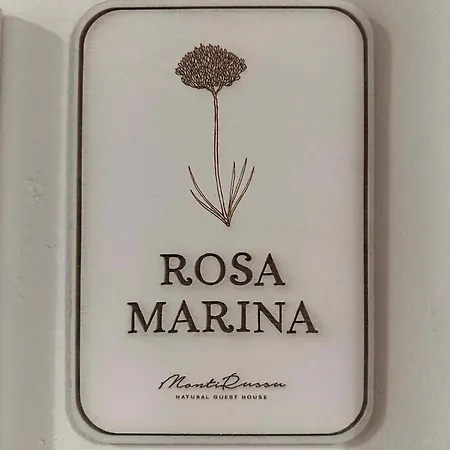 ROSA
MARINA
MontiRussu
NATURAL GUEST HOUSE